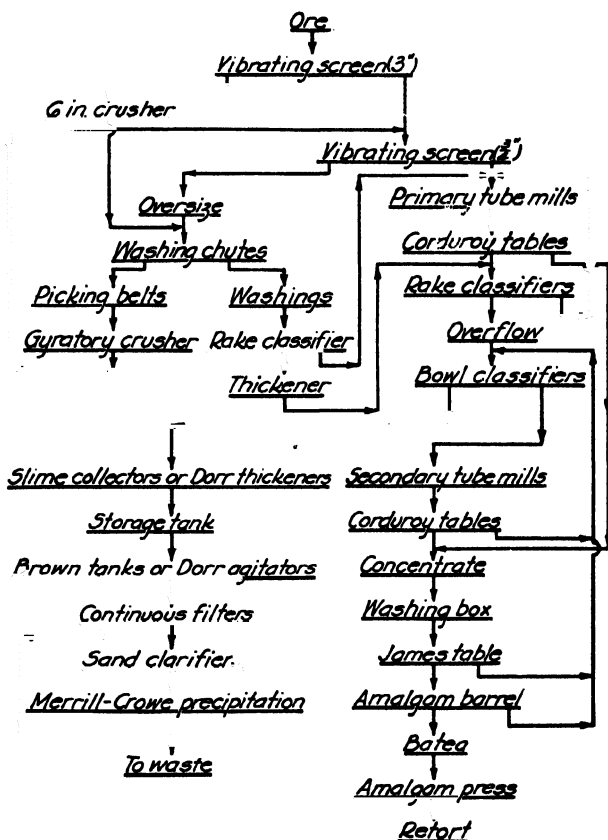 Ore
Vibrating screen (3")
6 in. crusher
Vibrating screen
Oversize
Primary tube mills
Washing chutes
Corduroy tables
Picking belts
Washings
Rake classifiers
Gyratory crusher
Rake classifier
Overflow
Thickener
Bowl classifiers
Slime collectors or Dorr thickeners
Secondary tube mills
Storage tank
Corduroy tables
Brown tanks or Dorr agitators
Concentrate
Continuous filters
Washing box
Sand clarifier.
James table
Merrill-Crowe precipitation
Amalgam barrel
Batea
To waste
Amalgam press
Retort